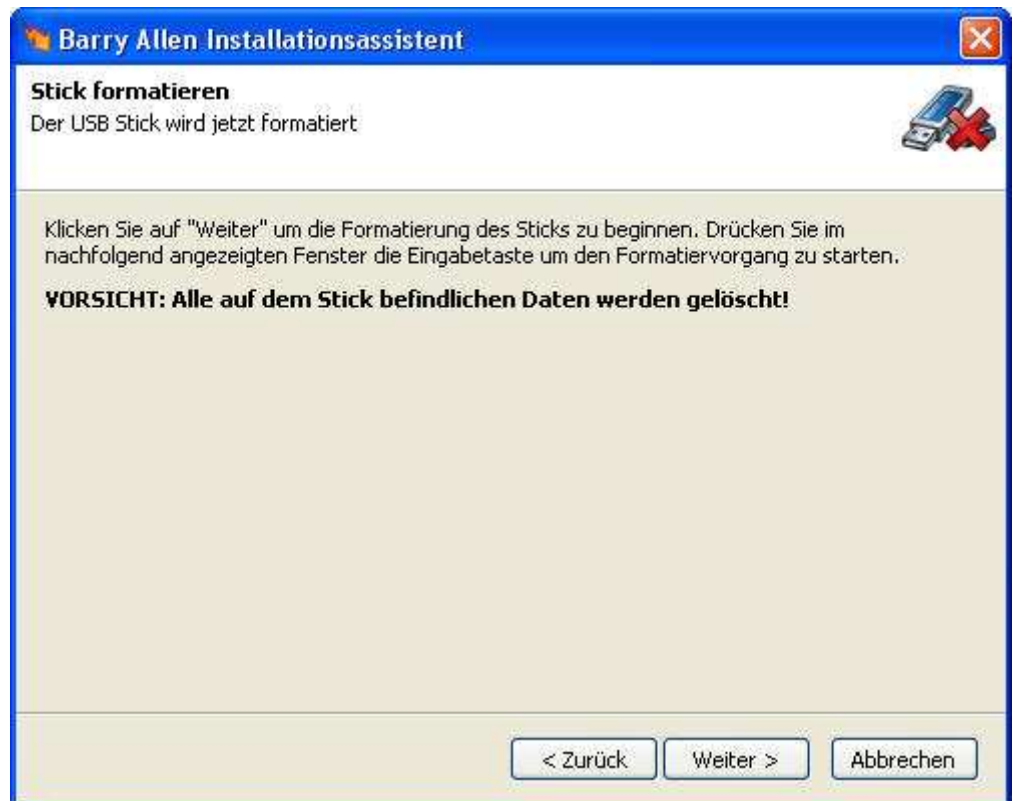 Barry Allen Installationsassistent
Stick formatieren
Der USB Stick wird jetzt formatiert
Klicken Sie auf "Weiter" um die Formatierung des Sticks zu beginnen. Drücken Sie im
nachfolgend angezeigten Fenster die Eingabetaste um den Formatiervorgang zu starten.
VORSICHT: Alle auf dem Stick befindlichen Daten werden gelöscht!
< Zurück
Weiter >
Abbrechen